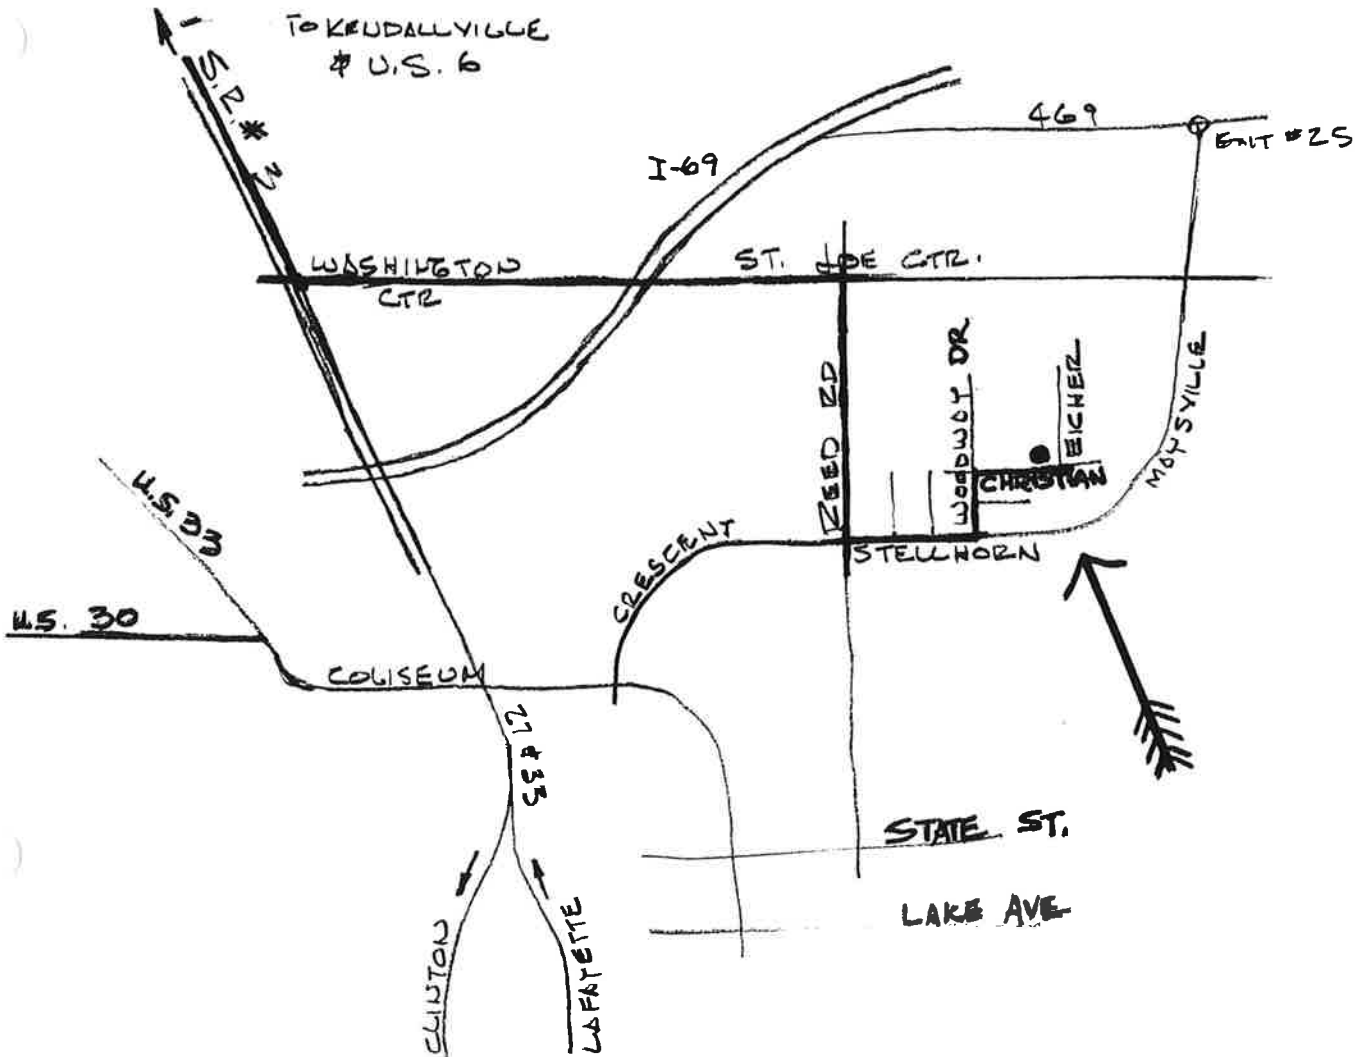 TO KENDALLVILLE
& U.S. 6
S.R. # 3
I-69
469
EXIT #25
WASHINGTON
CTR
ST. JOE CTR.
REED RD
WOODWAY DR
EICHER
CHRISTIAN
MAYSVILLE
U.S. 33
CRESCENT
STELLHORN
U.S. 30
COLISEUM
27 & 33
STATE ST.
LAKE AVE
CLINTON
LAFAYETTE